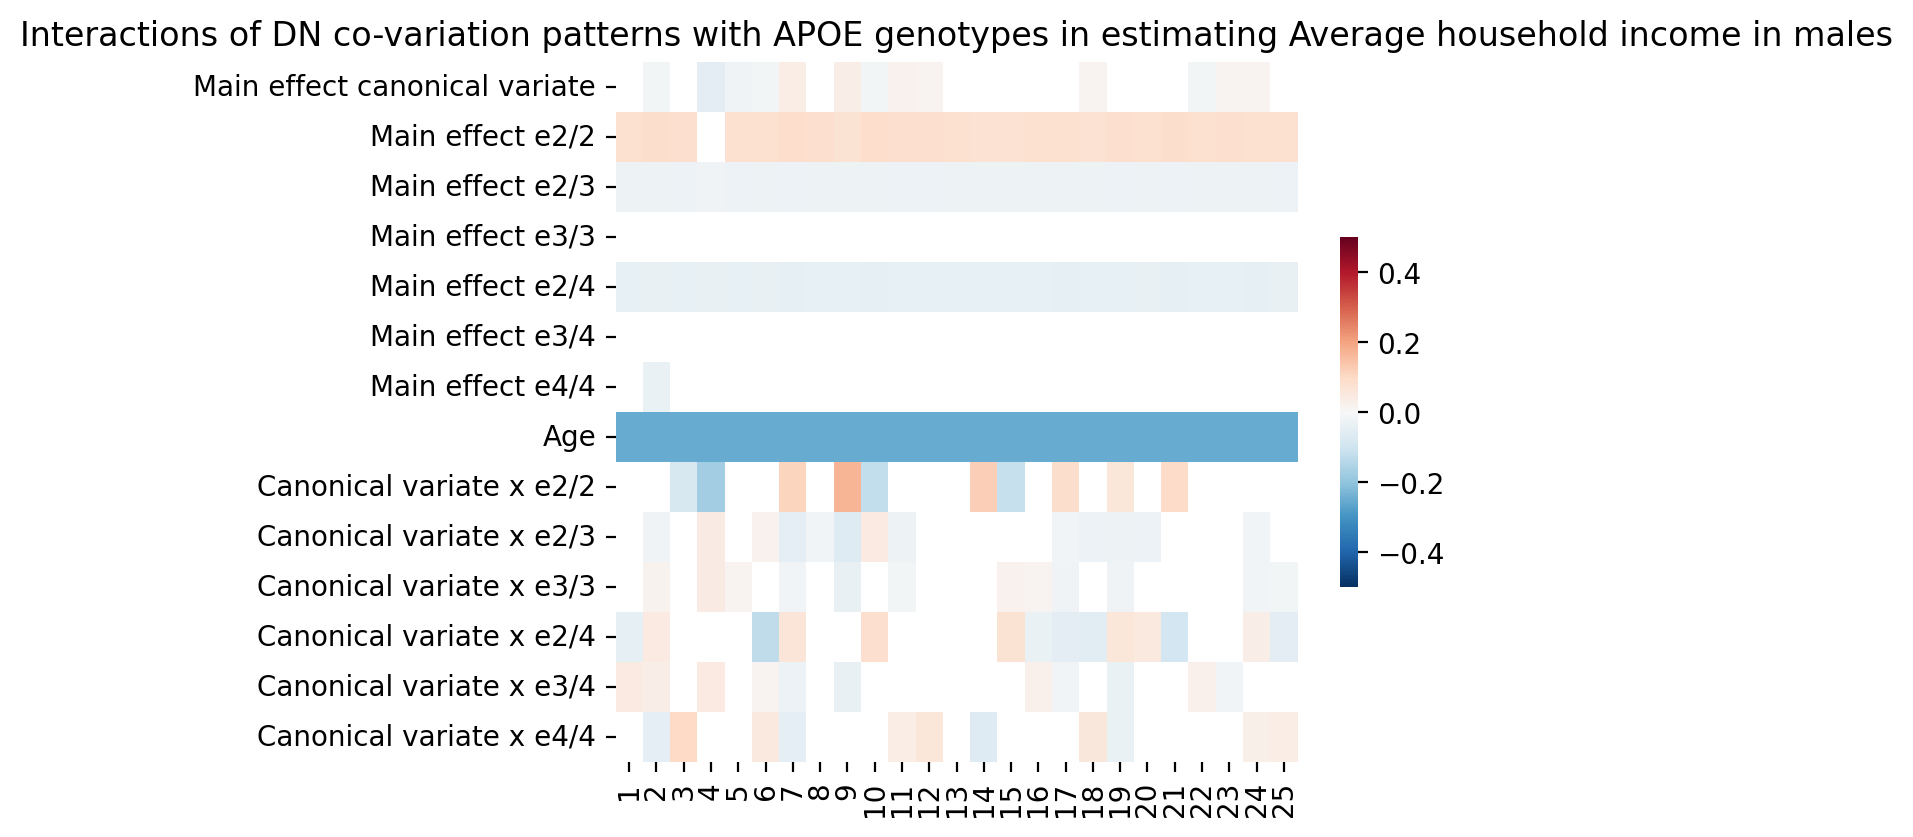 Interactions of DN co-variation patterns with APOE genotypes in estimating Average household income in males
Main effect canonical variate
Main effect e2/2
Main effect e2/3
Main effect e3/3
Main effect e2/4
Main effect e3/4
Main effect e4/4
Age
Canonical variate x e2/2
Canonical variate x e2/3
Canonical variate x e3/3
Canonical variate x e2/4
Canonical variate x e3/4
Canonical variate x e4/4
1 2 3 4 5 6 7 8 9 10 11 12 13 14 15 16 17 18 19 20 21 22 23 24 25
0.4
0.2
0.0
−0.2
−0.4